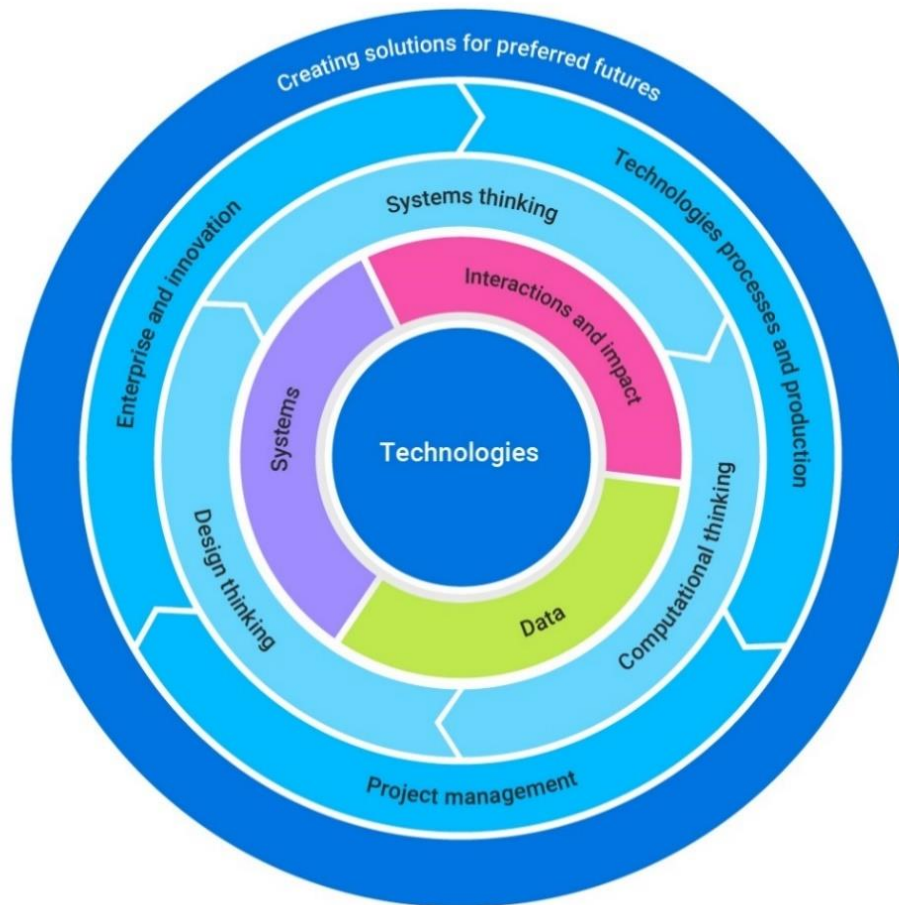 Creating solutions for preferred futures
Enterprise and innovation
Technologies processes and production
Project management
Systems thinking
Computational thinking
Design thinking
Interactions and impact
Systems
Data
Technologies